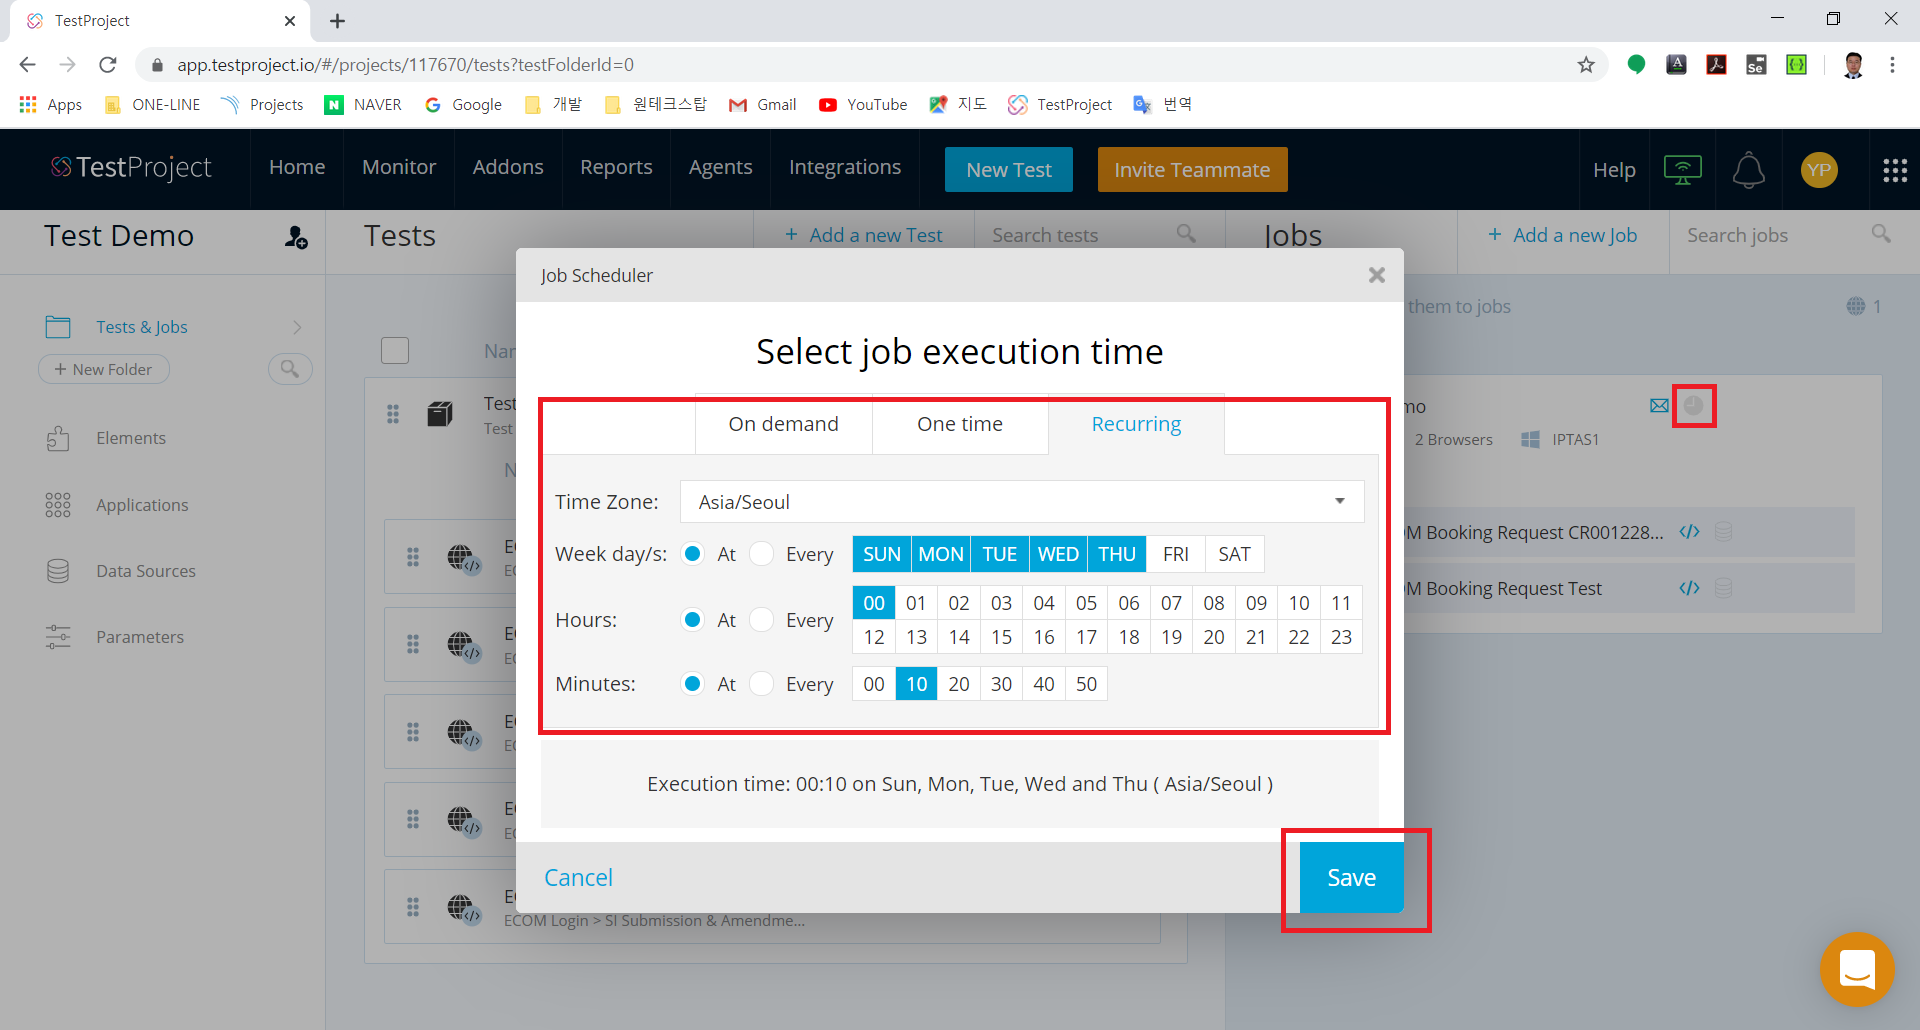 TestProject
app.testproject.io/#/projects/117670/tests?testFolderId=0
Apps
ONE-LINE
Projects
NAVER
Google
개발
원테크스탑
Gmail
YouTube
지도
TestProject
번역
TestProject
Home
Monitor
Addons
Reports
Agents
Integrations
New Test
Invite Teammate
Help
YP
Test Demo
Tests
+ Add a new Test
Search tests
Jobs
+ Add a new Job
Search jobs
Tests & Jobs
+ New Folder
Elements
Applications
Data Sources
Parameters
Test
Test
ECOM Login > SI Submission & Amendme...
them to jobs
1
mo
2 Browsers
IPTAS1
OM Booking Request CR001228...
OM Booking Request Test
Job Scheduler
Select job execution time
On demand
One time
Recurring
Time Zone:
Asia/Seoul
Week day/s:
At
Every
SUN MON TUE WED THU FRI SAT
Hours:
At
Every
00 01 02 03 04 05 06 07 08 09 10 11
12 13 14 15 16 17 18 19 20 21 22 23
Minutes:
At
Every
00 10 20 30 40 50
Execution time: 00:10 on Sun, Mon, Tue, Wed and Thu ( Asia/Seoul )
Cancel
Save